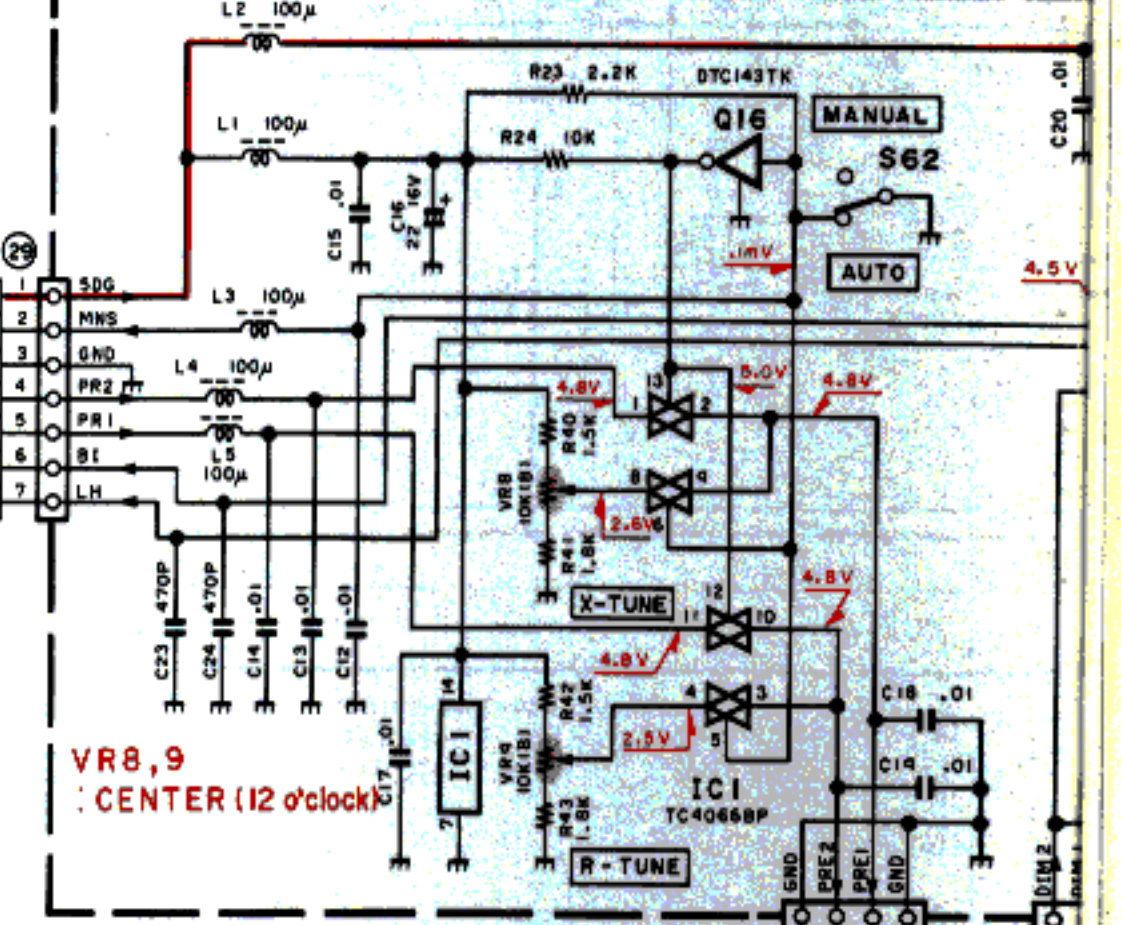 L2 100µ
R23 2.2K DTC143TK
C20 .01
MANUAL
Q16
L1 100µ
R24 10K
S62
C15 .01
C16 22 16V +
29
.1mV
AUTO
4.5V
1 5DG
2 MNS
3 GND
4 PR2
5 PR1
6 BI
7 LH
L3 100µ
L4 100µ
L5
100µ
4.8V
13
5.0V
4.8V
1 2
R40 1.5K
8 9
VR8 10K(B)
2.6V
6
R41 1.8K
X-TUNE
12
4.8V
11 10
4.8V
C23 470P
C24 470P
C14 .01
C13 .01
C12 .01
14
R42 1.5K
4 3
5
2.5V
C18 .01
C17 .01
IC1
VR9 10K(B)
C19 .01
VR8,9
: CENTER (12 o'clock)
IC1
TC4066BP
7
R43 1.8K
R-TUNE
GND
PRE2
PRE1
GND
DIM2
DIM1